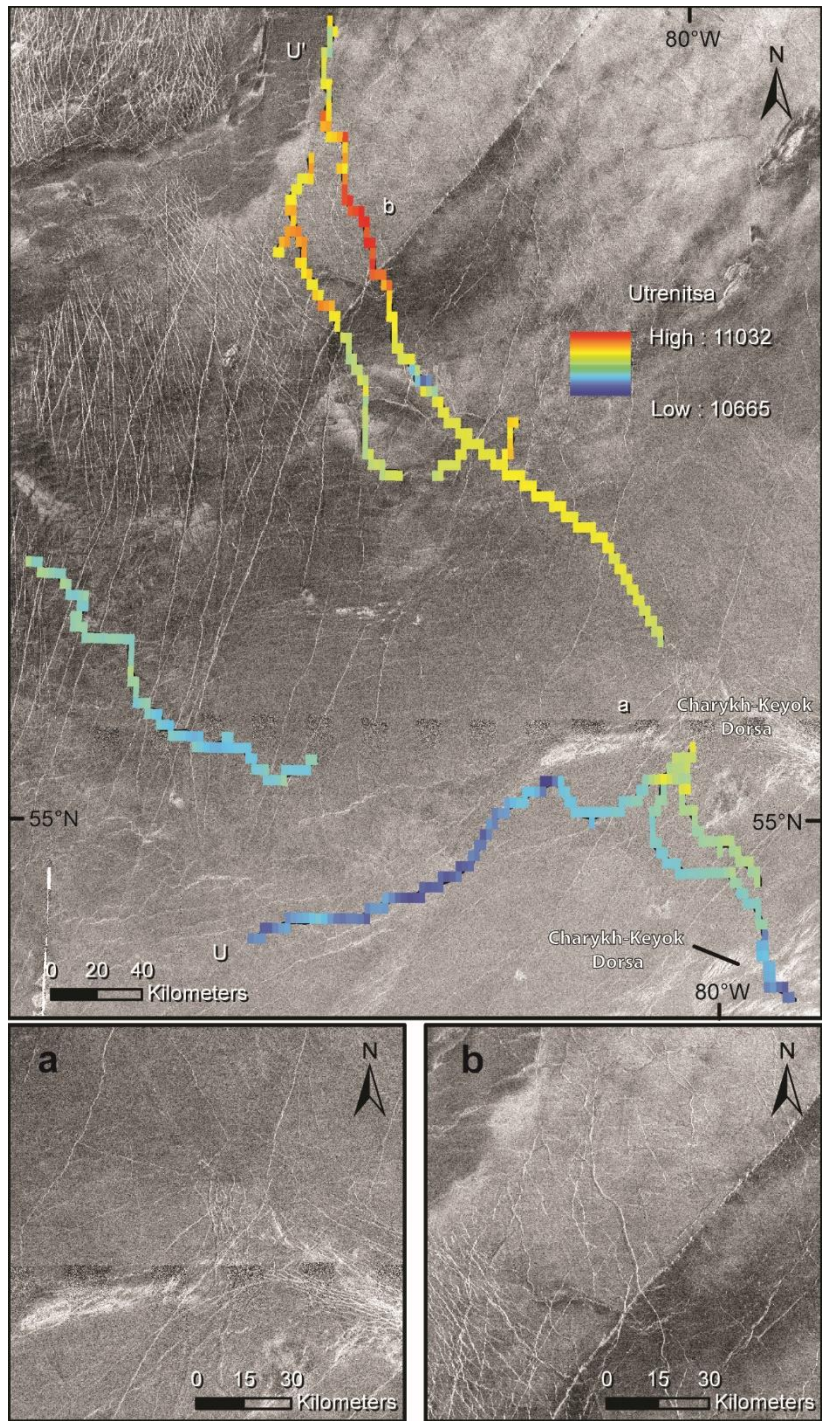 80°W
N
U'
b
Utrenitsa
High : 11032
Low : 10665
a
Charykh-Keyok
Dorsa
55°N
55°N
U
Charykh-Keyok
Dorsa
0 20 40
Kilometers
80°W
a
N
0 15 30
Kilometers
b
N
0 15 30
Kilometers